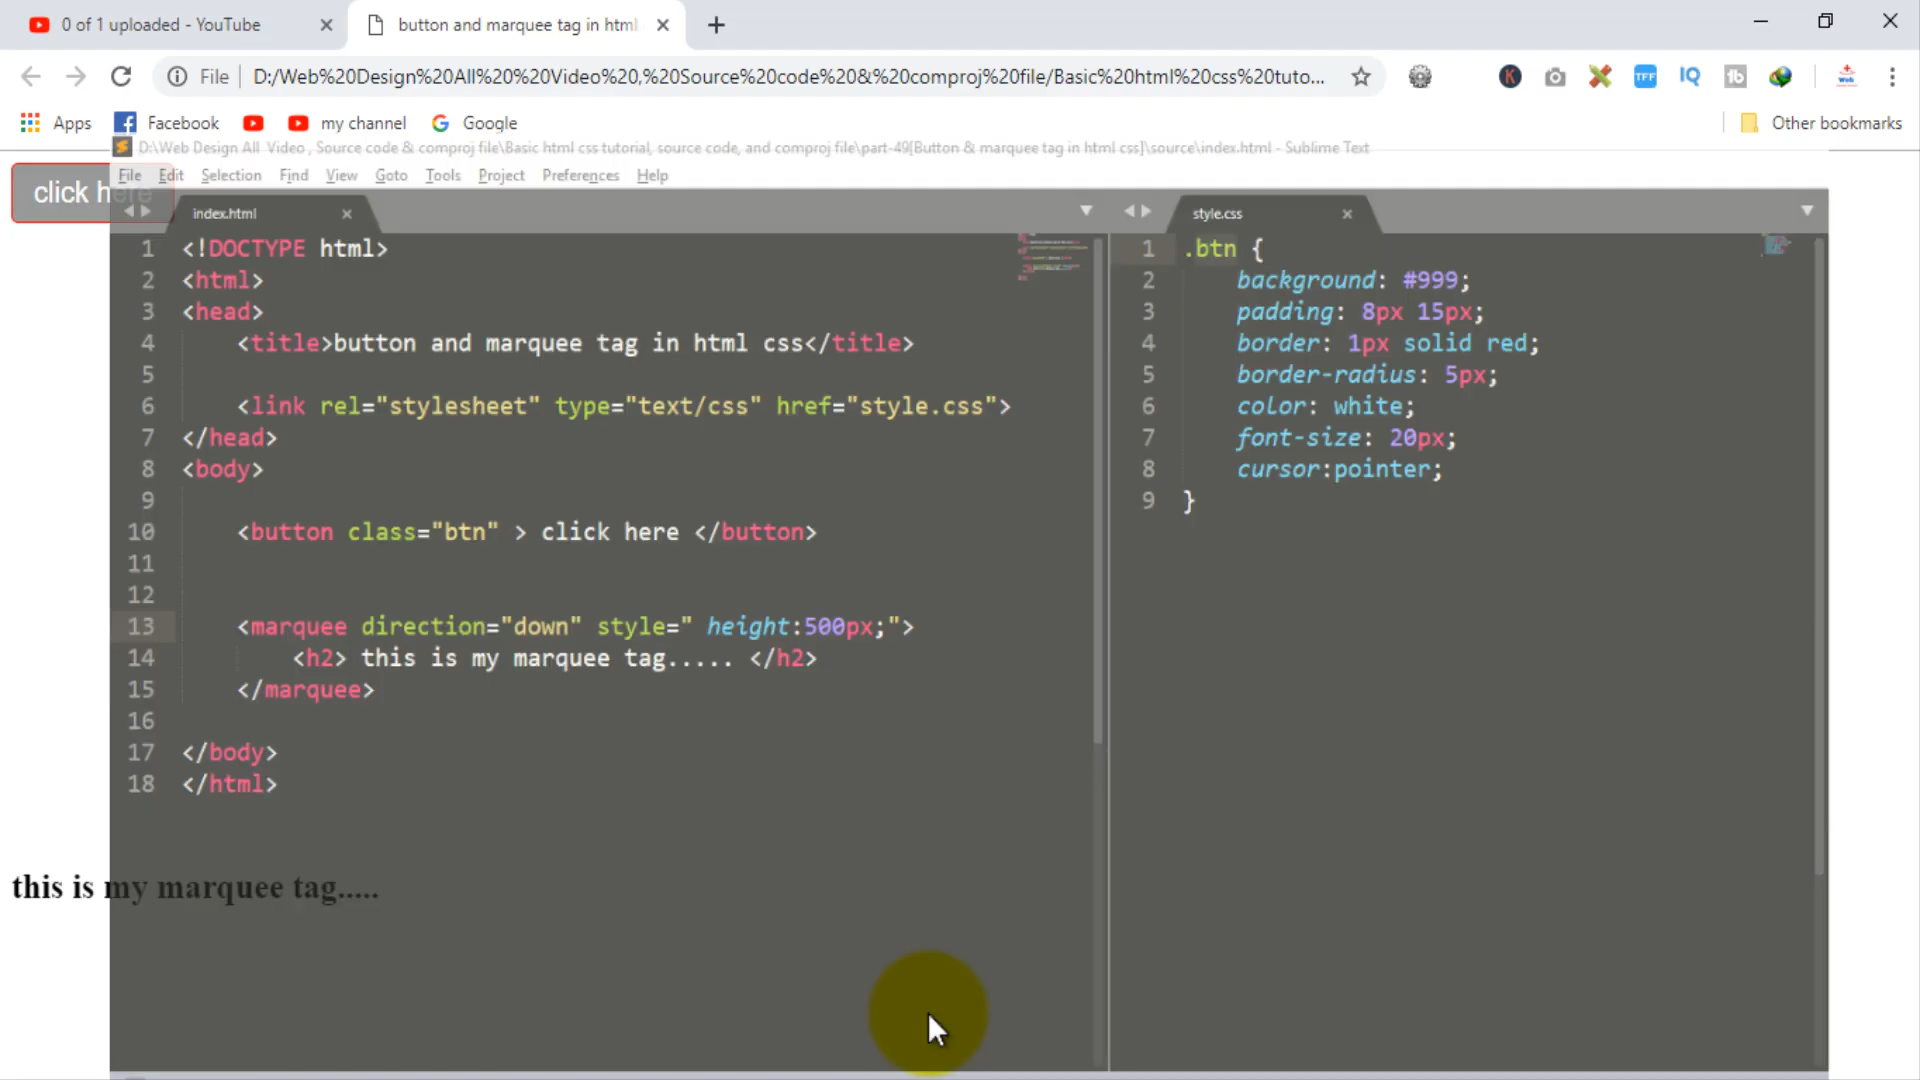 0 of 1 uploaded - YouTube
button and marquee tag in html
File
D:/Web%20Design%20All%20%20Video%20,%20Source%20code%20&%20comproj%20file/Basic%20html%20css%20tuto...
K
TFF
IQ
Apps
Facebook
my channel
Google
Other bookmarks
D:\Web Design All Video , Source code & comproj file\Basic html css tutorial, source code, and comproj file\part-49[Button & marquee tag in html css]\source\index.html - Sublime Text
File Edit Selection Find View Goto Tools Project Preferences Help
click here
index.html
style.css
1 <!DOCTYPE html>
2 <html>
3 <head>
4 <title>button and marquee tag in html css</title>
5
6 <link rel="stylesheet" type="text/css" href="style.css">
7 </head>
8 <body>
9
10 <button class="btn" > click here </button>
11
12
13 <marquee direction="down" style=" height:500px;">
14 <h2> this is my marquee tag..... </h2>
15 </marquee>
16
17 </body>
18 </html>
1 .btn {
2 background: #999;
3 padding: 8px 15px;
4 border: 1px solid red;
5 border-radius: 5px;
6 color: white;
7 font-size: 20px;
8 cursor:pointer;
9 }
this is my marquee tag.....